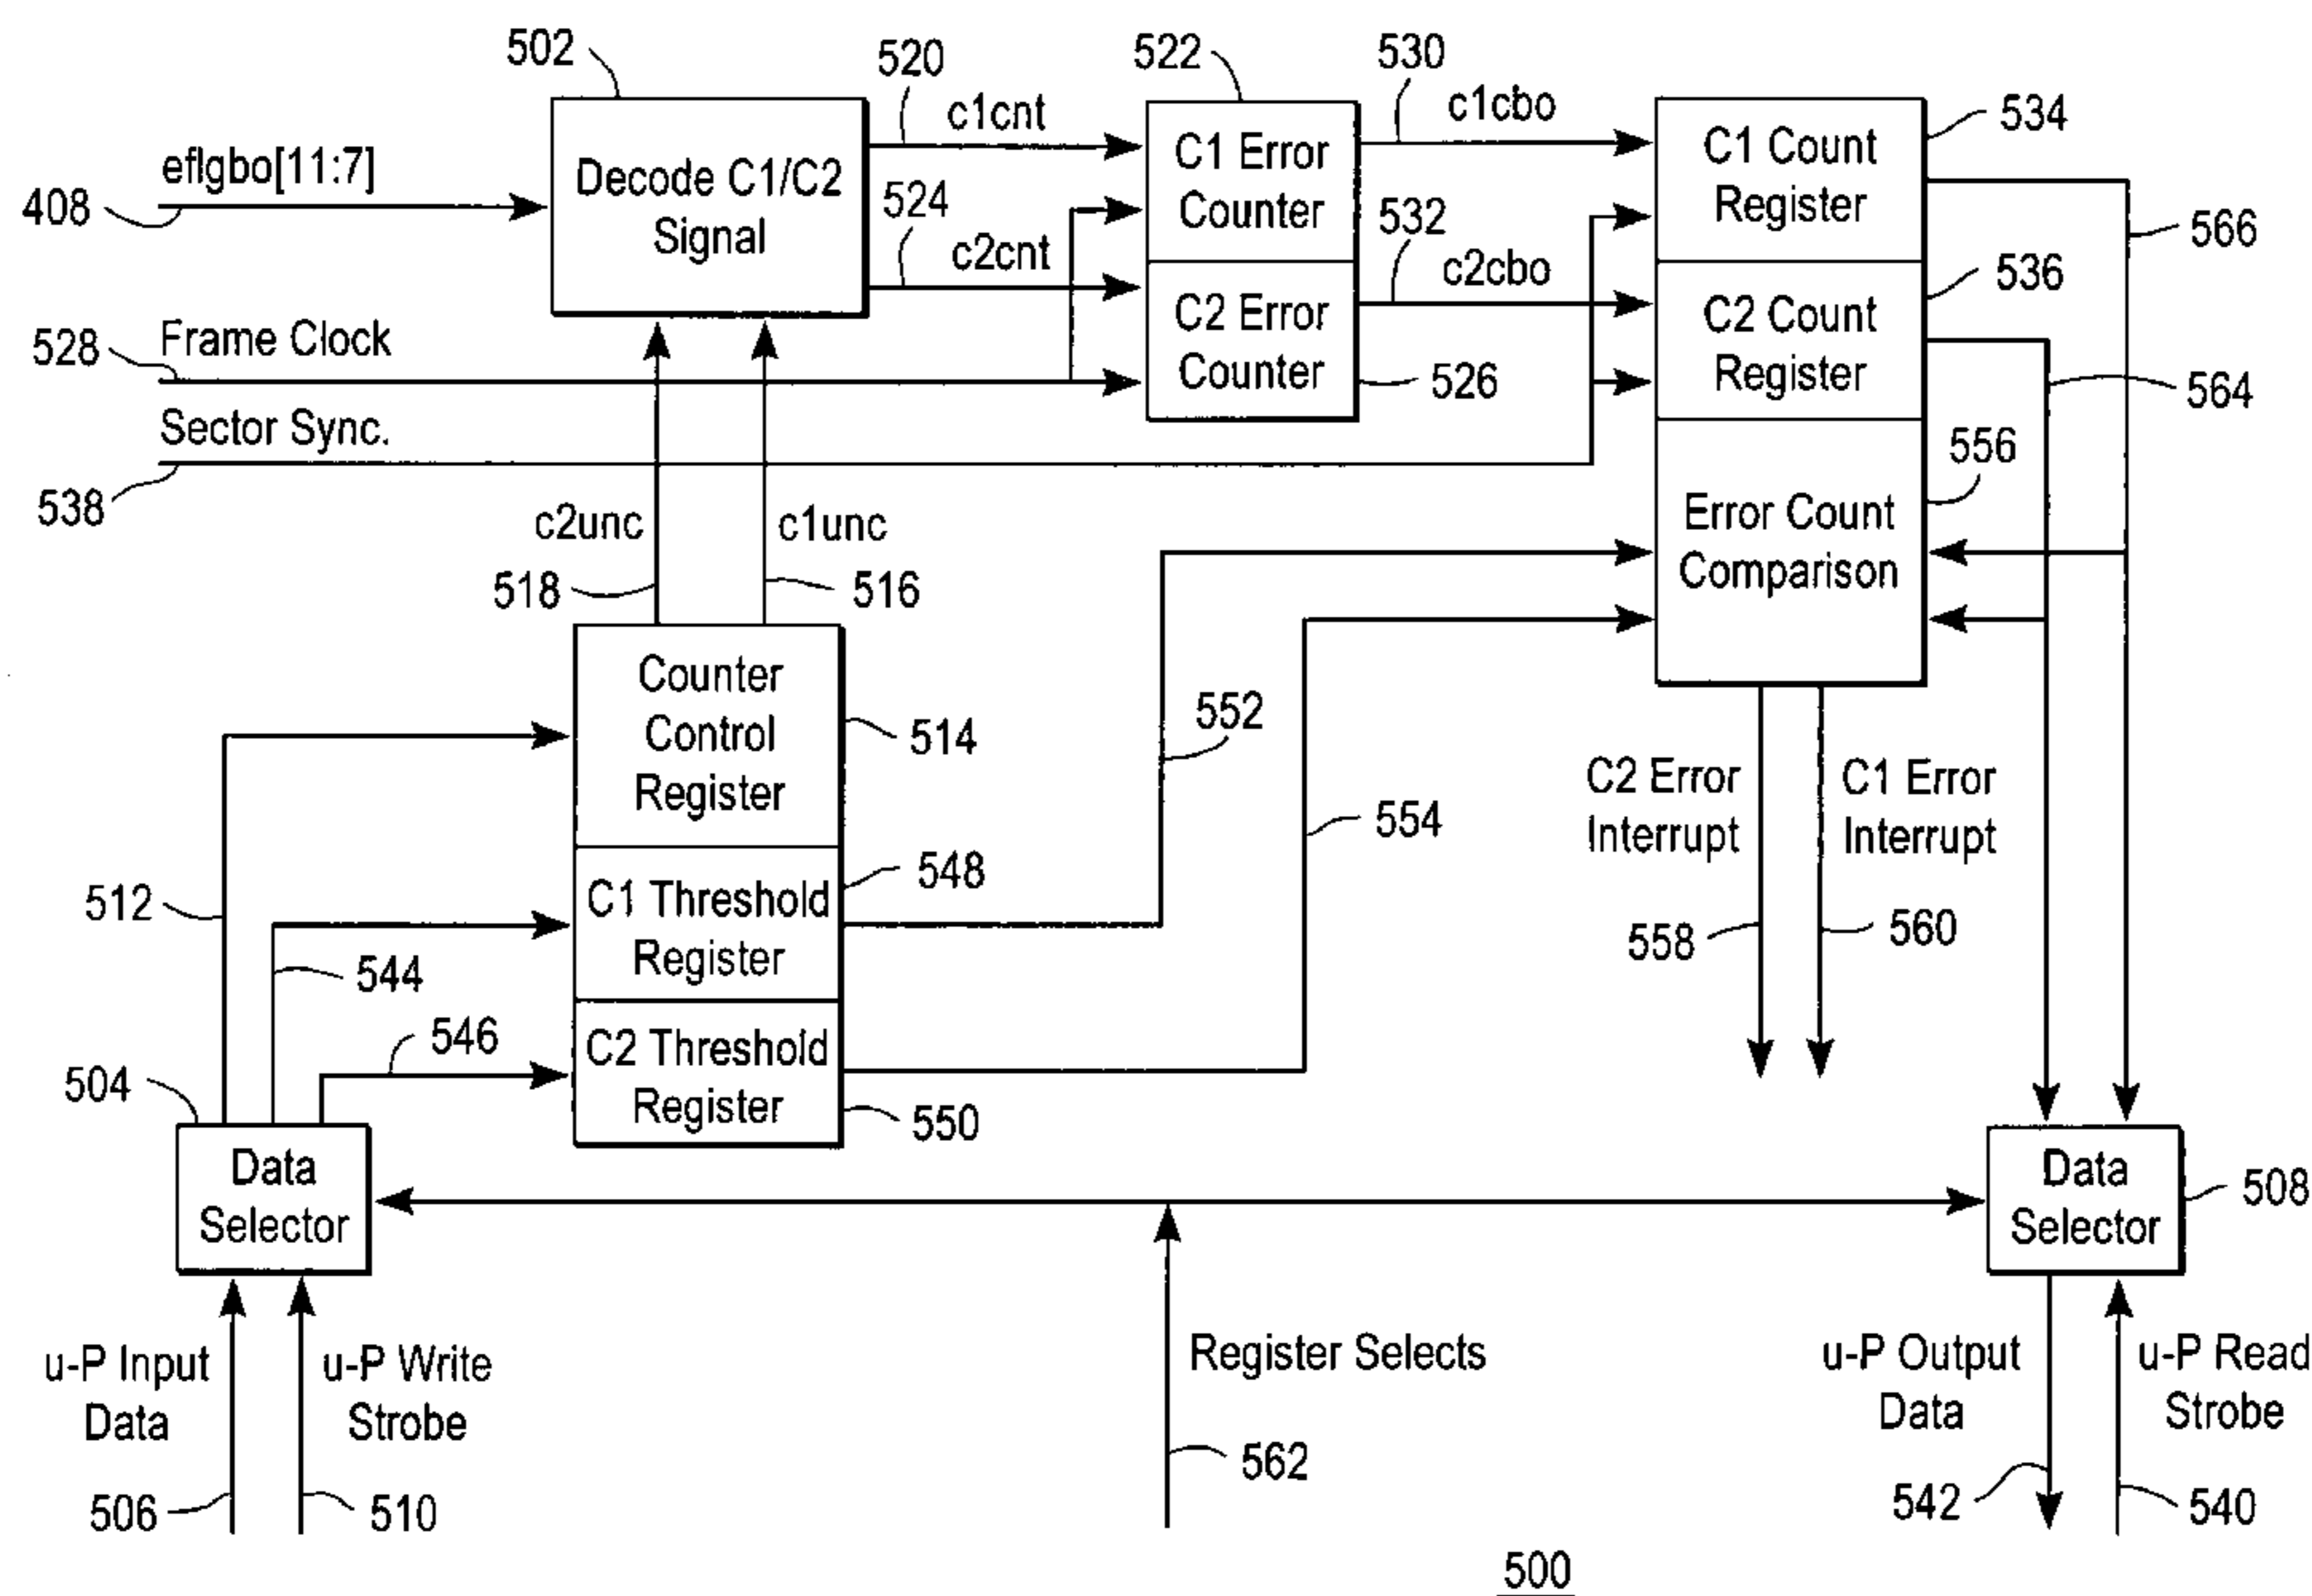 502
520
522
530
c1cnt
c1cbo
534
eflgbo[11:7]
Decode C1/C2
Signal
C1 Error
Counter
C1 Count
Register
408
524
532
566
c2cnt
c2cbo
536
528
Frame Clock
C2 Error
Counter
526
C2 Count
Register
564
Sector Sync.
538
556
c2unc
c1unc
Error Count
Comparison
518
516
Counter
Control
Register
514
552
C2 Error
Interrupt
C1 Error
Interrupt
554
512
548
C1 Threshold
Register
558
560
544
546
C2 Threshold
Register
550
504
Data
Selector
Data
Selector
508
u-P Input
Data
u-P Write
Strobe
Register Selects
u-P Output
Data
u-P Read
Strobe
506
510
562
542
540
500